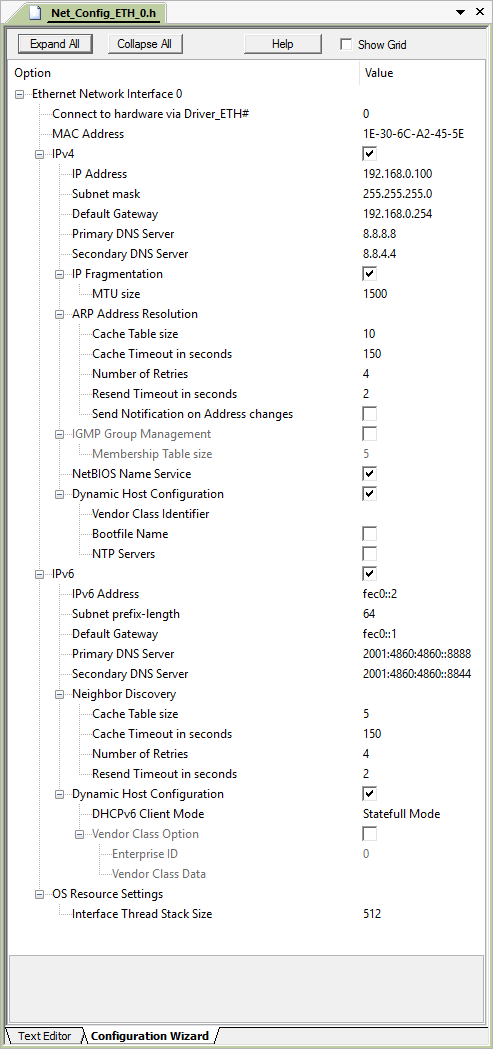 Net_Config_ETH_0.h
Expand All Collapse All Help Show Grid
Option Value
Ethernet Network Interface 0
Connect to hardware via Driver_ETH# 0
MAC Address 1E-30-6C-A2-45-5E
IPv4
IP Address 192.168.0.100
Subnet mask 255.255.255.0
Default Gateway 192.168.0.254
Primary DNS Server 8.8.8.8
Secondary DNS Server 8.8.4.4
IP Fragmentation
MTU size 1500
ARP Address Resolution
Cache Table size 10
Cache Timeout in seconds 150
Number of Retries 4
Resend Timeout in seconds 2
Send Notification on Address changes
IGMP Group Management
Membership Table size 5
NetBIOS Name Service
Dynamic Host Configuration
Vendor Class Identifier
Bootfile Name
NTP Servers
IPv6
IPv6 Address fec0::2
Subnet prefix-length 64
Default Gateway fec0::1
Primary DNS Server 2001:4860:4860::8888
Secondary DNS Server 2001:4860:4860::8844
Neighbor Discovery
Cache Table size 5
Cache Timeout in seconds 150
Number of Retries 4
Resend Timeout in seconds 2
Dynamic Host Configuration
DHCPv6 Client Mode Statefull Mode
Vendor Class Option
Enterprise ID 0
Vendor Class Data
OS Resource Settings
Interface Thread Stack Size 512
Text Editor Configuration Wizard